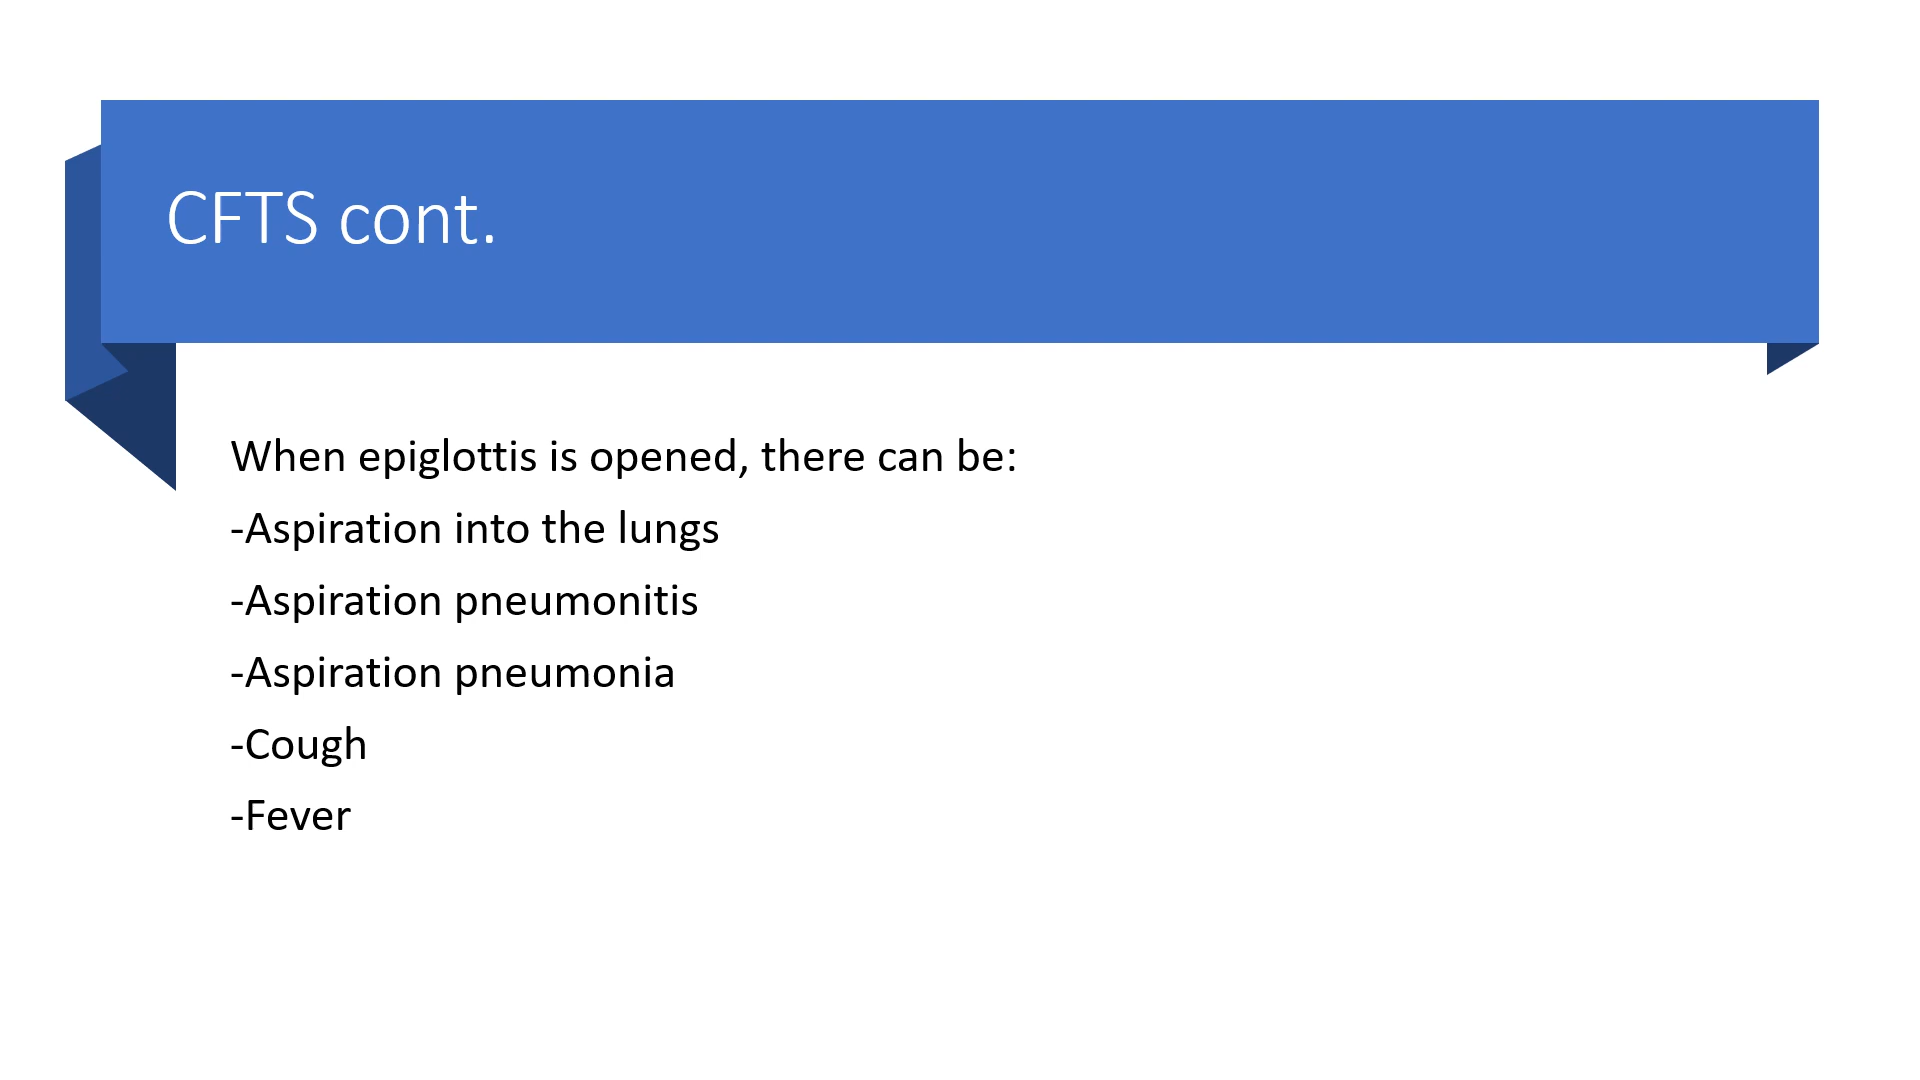 CFTS cont.
When epiglottis is opened, there can be:
-Aspiration into the lungs
-Aspiration pneumonitis
-Aspiration pneumonia
-Cough
-Fever